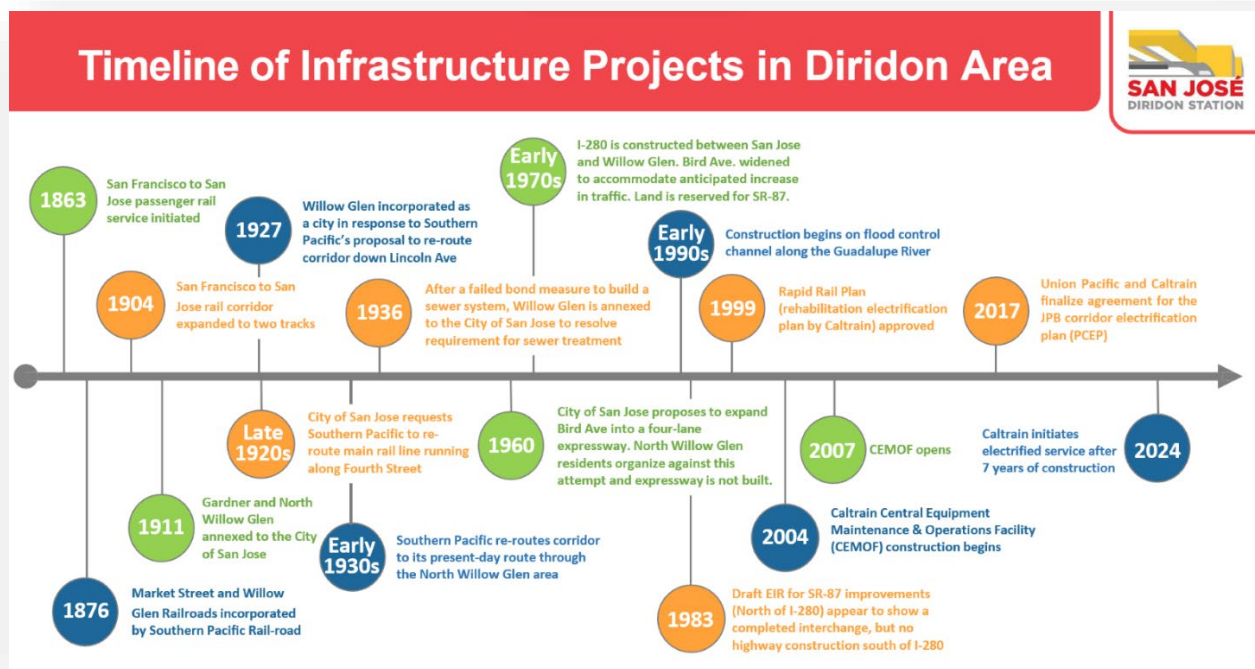 Timeline of Infrastructure Projects in Diridon Area
SAN JOSÉ
DIRIDON STATION
1863
San Francisco to San
Jose passenger rail
service initiated
1876
Market Street and Willow
Glen Railroads incorporated
by Southern Pacific Rail-road
1904
San Francisco to San
Jose rail corridor
expanded to two tracks
1911
Gardner and North
Willow Glen
annexed to the City
of San Jose
1927
Willow Glen incorporated as
a city in response to Southern
Pacific's proposal to re-route
corridor down Lincoln Ave
Late
1920s
City of San Jose requests
Southern Pacific to re-
route main rail line running
along Fourth Street
Early
1930s
Southern Pacific re-routes corridor
to its present-day route through
the North Willow Glen area
1936
After a failed bond measure to build a
sewer system, Willow Glen is annexed
to the City of San Jose to resolve
requirement for sewer treatment
1960
City of San Jose proposes to expand
Bird Ave into a four-lane
expressway. North Willow Glen
residents organize against this
attempt and expressway is not built.
Early
1970s
I-280 is constructed between San Jose
and Willow Glen. Bird Ave. widened
to accommodate anticipated increase
in traffic. Land is reserved for SR-87.
1983
Draft EIR for SR-87 improvements
(North of I-280) appear to show a
completed interchange, but no
highway construction south of I-280
Early
1990s
Construction begins on flood control
channel along the Guadalupe River
1999
Rapid Rail Plan
(rehabilitation electrification
plan by Caltrain) approved
2004
Caltrain Central Equipment
Maintenance & Operations Facility
(CEMOF) construction begins
2007
CEMOF opens
2017
Union Pacific and Caltrain
finalize agreement for the
JPB corridor electrification
plan (PCEP)
Caltrain initiates
electrified service after
7 years of construction
2024